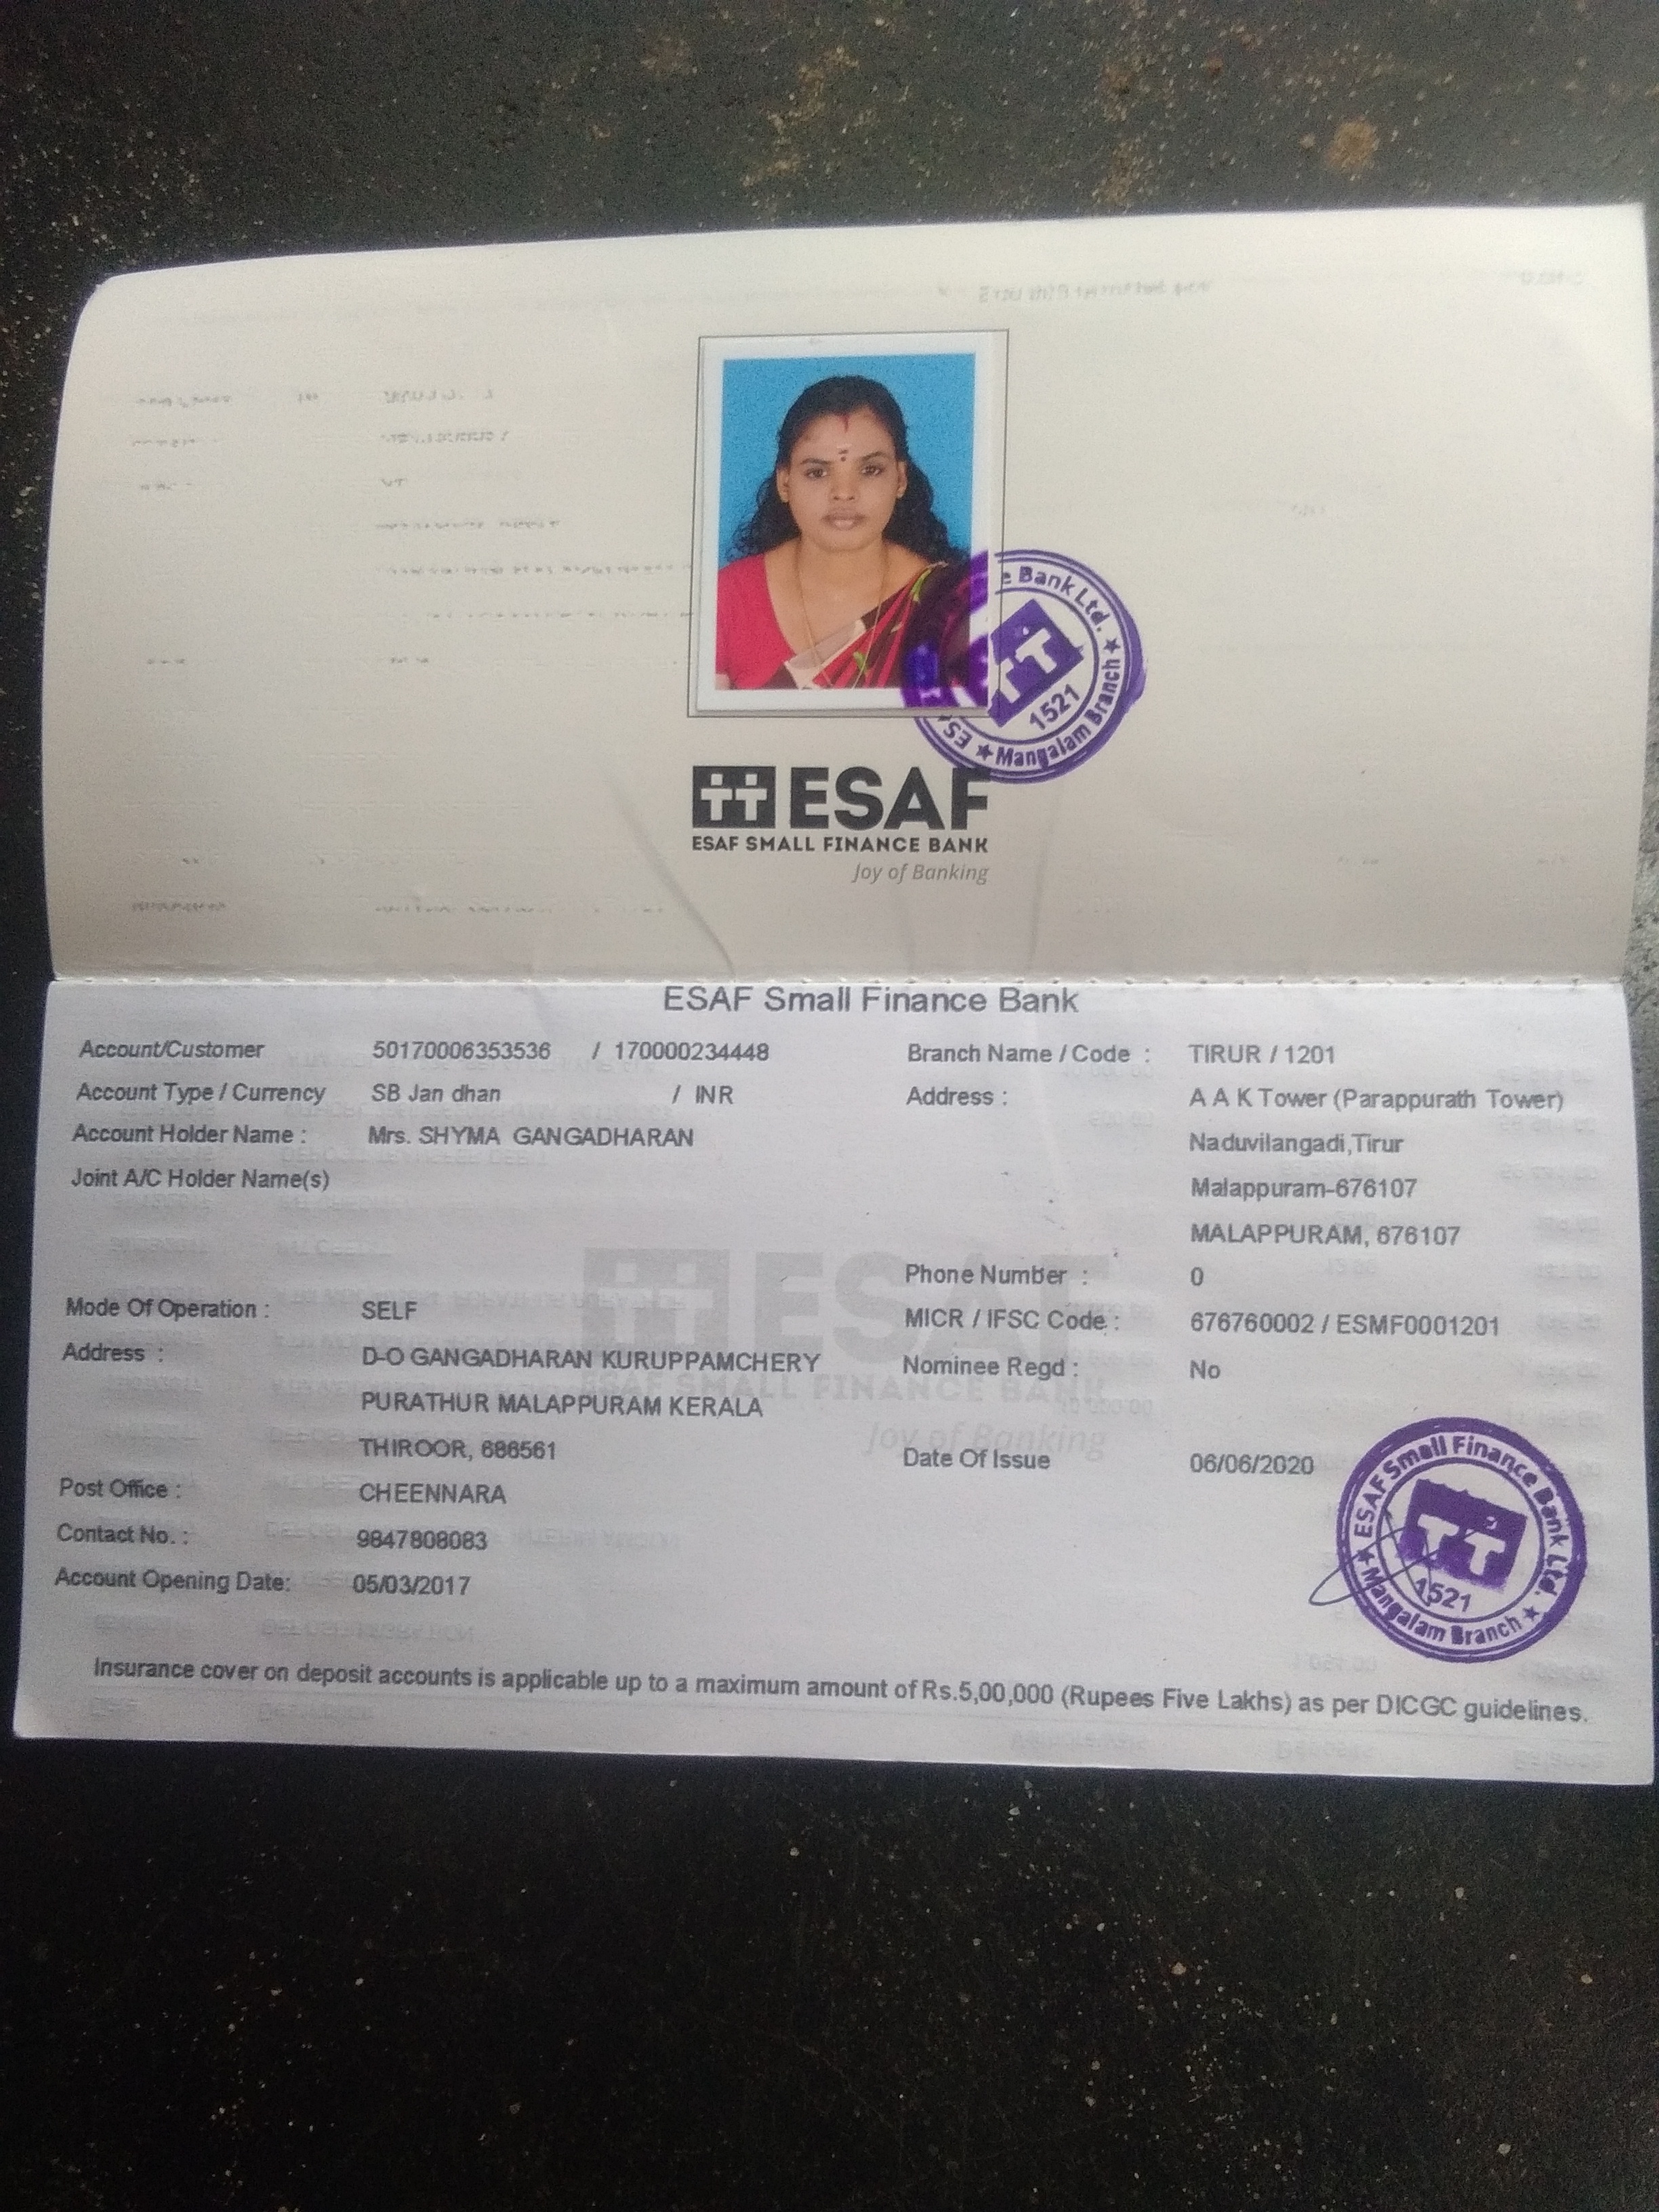 e Bank Ltd.
1521
ES
Mangalam Branch
ESAF
ESAF SMALL FINANCE BANK
Joy of Banking
ESAF Small Finance Bank
Account/Customer 50170006353536 / 170000234448 Branch Name / Code : TIRUR / 1201
Account Type / Currency SB Jan dhan / INR Address : A A K Tower (Parappurath Tower)
Account Holder Name : Mrs. SHYMA GANGADHARAN Naduvilangadi,Tirur
Joint A/C Holder Name(s) Malappuram-676107
MALAPPURAM, 676107
Phone Number : 0
Mode Of Operation : SELF MICR / IFSC Code : 676760002 / ESMF0001201
Address : D-O GANGADHARAN KURUPPAMCHERY Nominee Regd : No
PURATHUR MALAPPURAM KERALA
THIROOR, 686561 Date Of Issue 06/06/2020
Post Office : CHEENNARA
Contact No. : 9847808083
Account Opening Date: 05/03/2017
ESAF
ESAF SMALL FINANCE BANK
Joy of Banking
ESAF Small Finance Bank Ltd.
1521
Mangalam Branch
Insurance cover on deposit accounts is applicable up to a maximum amount of Rs.5,00,000 (Rupees Five Lakhs) as per DICGC guidelines.